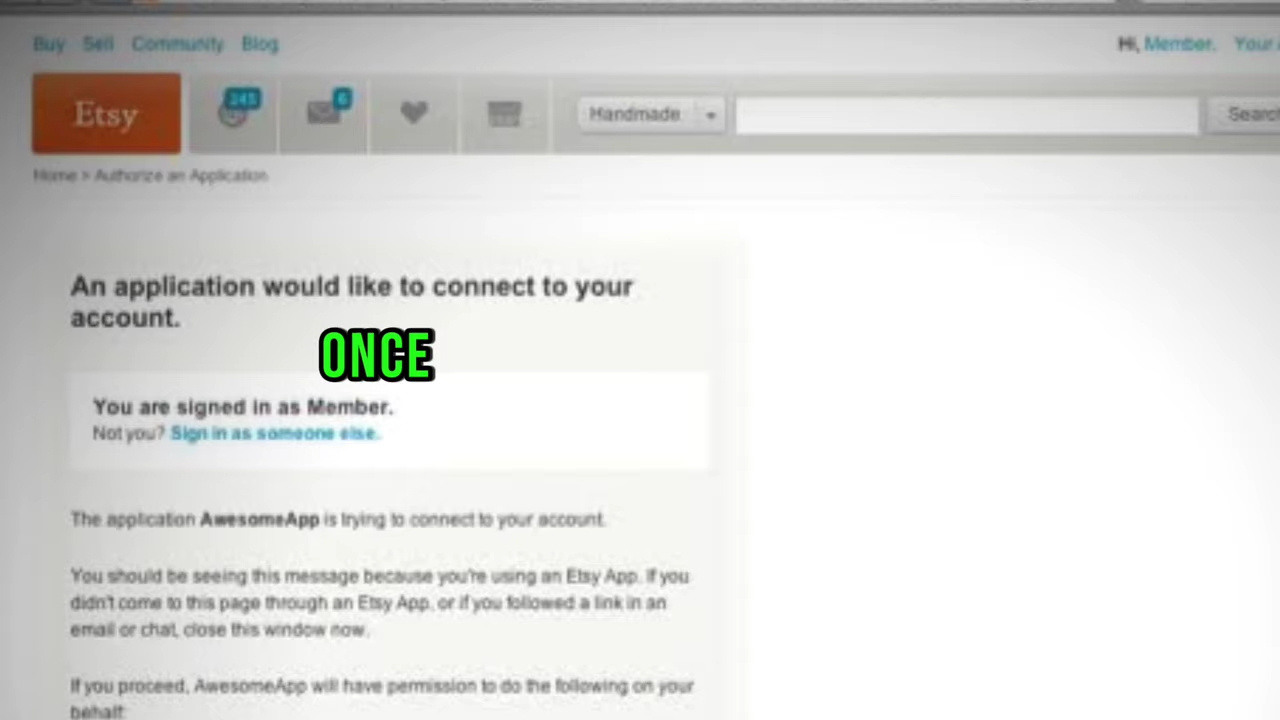 Buy Sell Community Blog
Hi, Member. Your
Etsy
245
6
Handmade
Search
Home > Authorize an Application
An application would like to connect to your
account.
ONCE
You are signed in as Member.
Not you? Sign in as someone else.
The application AwesomeApp is trying to connect to your account.
You should be seeing this message because you're using an Etsy App. If you
didn't come to this page through an Etsy App, or if you followed a link in an
email or chat, close this window now.
If you proceed, AwesomeApp will have permission to do the following on your
behalf: